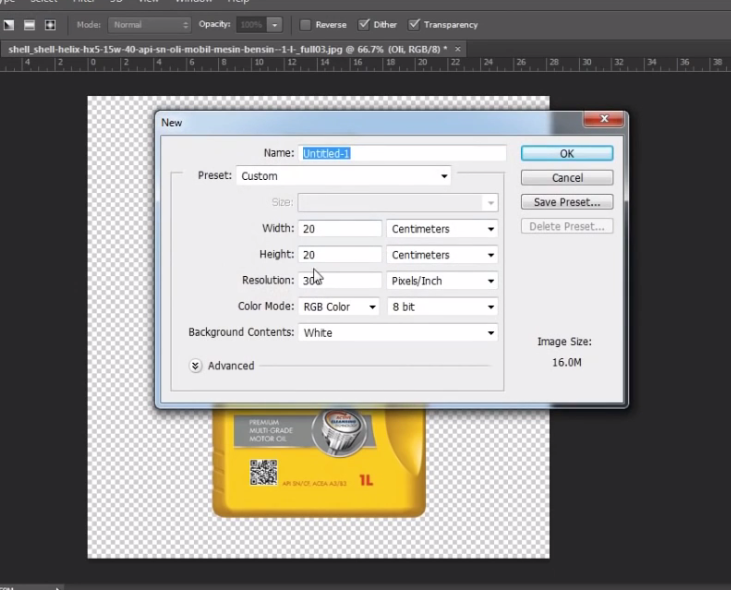 Type Select Filter 3D View Window Help
Mode: Normal Opacity: 100% Reverse Dither Transparency
shell_shell-helix-hx5-15w-40-api-sn-oli-mobil-mesin-bensin--1-l-_full03.jpg @ 66.7% (Oli, RGB/8) * ×
4 2 0 2 4 6 8 10 12 14 16 18 20 22 24 26 28 30 32 34 36 38
New
Name: Untitled-1
OK
Preset: Custom
Cancel
Size:
Save Preset...
Width: 20 Centimeters
Delete Preset...
Height: 20 Centimeters
Resolution: 300 Pixels/Inch
Color Mode: RGB Color 8 bit
Background Contents: White
Image Size:
16.0M
Advanced
PREMIUM
MULTI-GRADE
MOTOR OIL
ACTIVE
CLEANSING
API SN/CF, ACEA A3/B3 1L